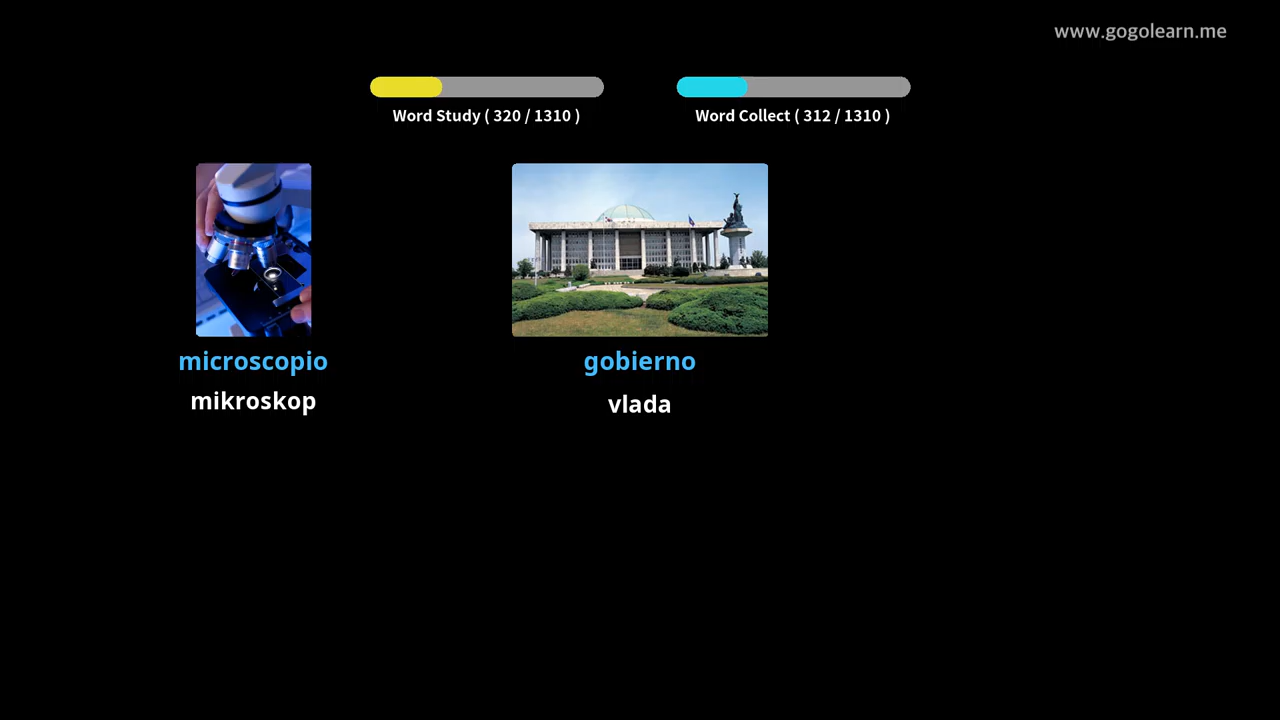 www.gogolearn.me
Word Study ( 320 / 1310 )
Word Collect ( 312 / 1310 )
microscopio
mikroskop
gobierno
vlada